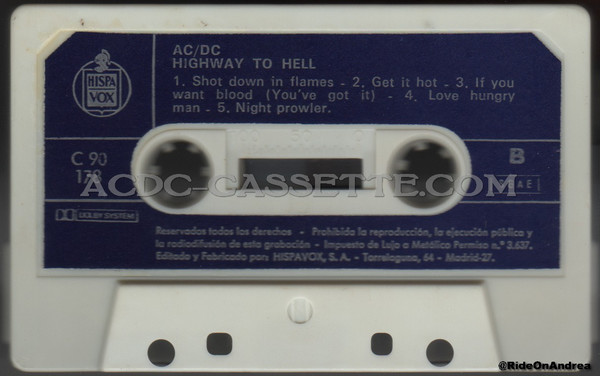 AC/DC
HIGHWAY TO HELL
HISPA
VOX
1. Shot down in flames - 2. Get it hot - 3. If you
want blood (You've got it) - 4. Love hungry
man - 5. Night prowler.
C 90
B
ACDC-CASSETTE.COM
DOLBY SYSTEM
Reservados todos los derechos - Prohibida la reproducción, la ejecución pública y
la radiodifusión de esta grabación - Impuesto de Lujo a Metálico Permiso n.º 3.637.
Editado y Fabricado por: HISPAVOX, S. A. - Torrelaguna, 64 - Madrid-27.
@RideOnAndrea